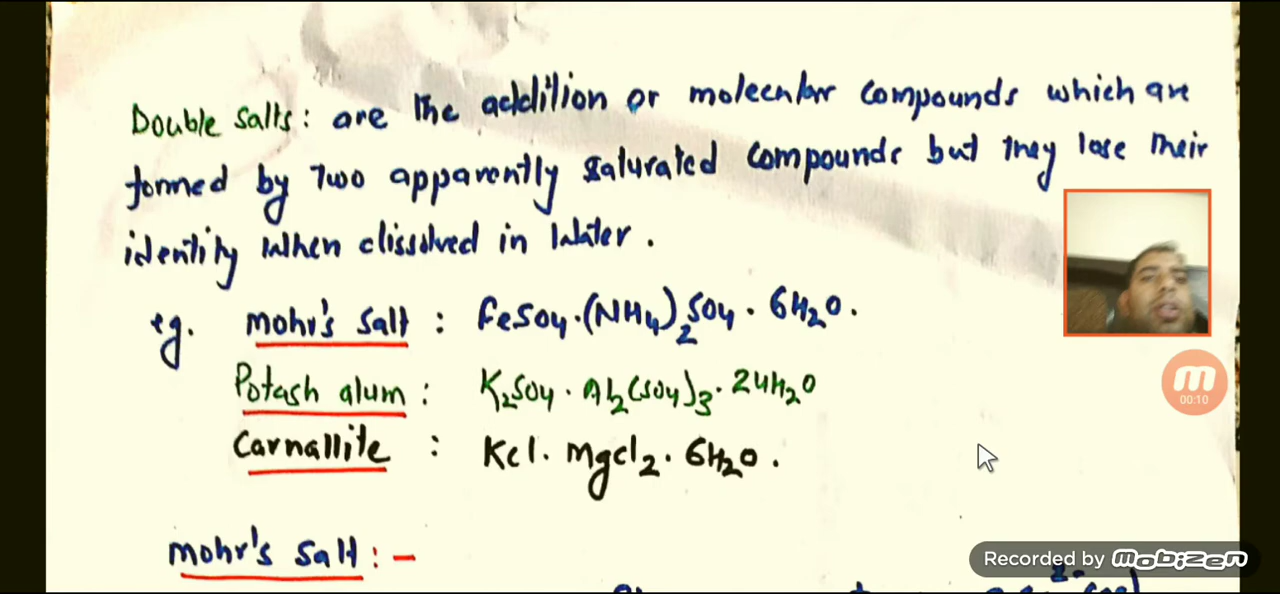 Double Salts: are the addition or molecular compounds which are
formed by two apparently saturated compounds but they lose their
identity when dissolved in water.
eg. Mohr's Salt : FeSO4.(NH4)2SO4.6H2O.
Potash alum : K2SO4.Al2(SO4)3.24H2O
Carnallite : KCl.MgCl2.6H2O.
M
00:10
Mohr's Salt :-
Recorded by Mobizen